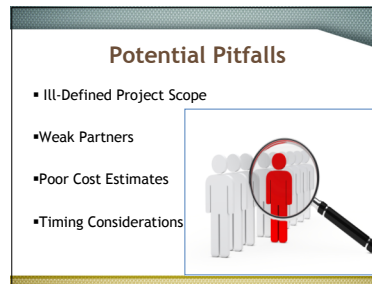 Potential Pitfalls
▪ Ill-Defined Project Scope
▪Weak Partners
▪Poor Cost Estimates
▪Timing Considerations